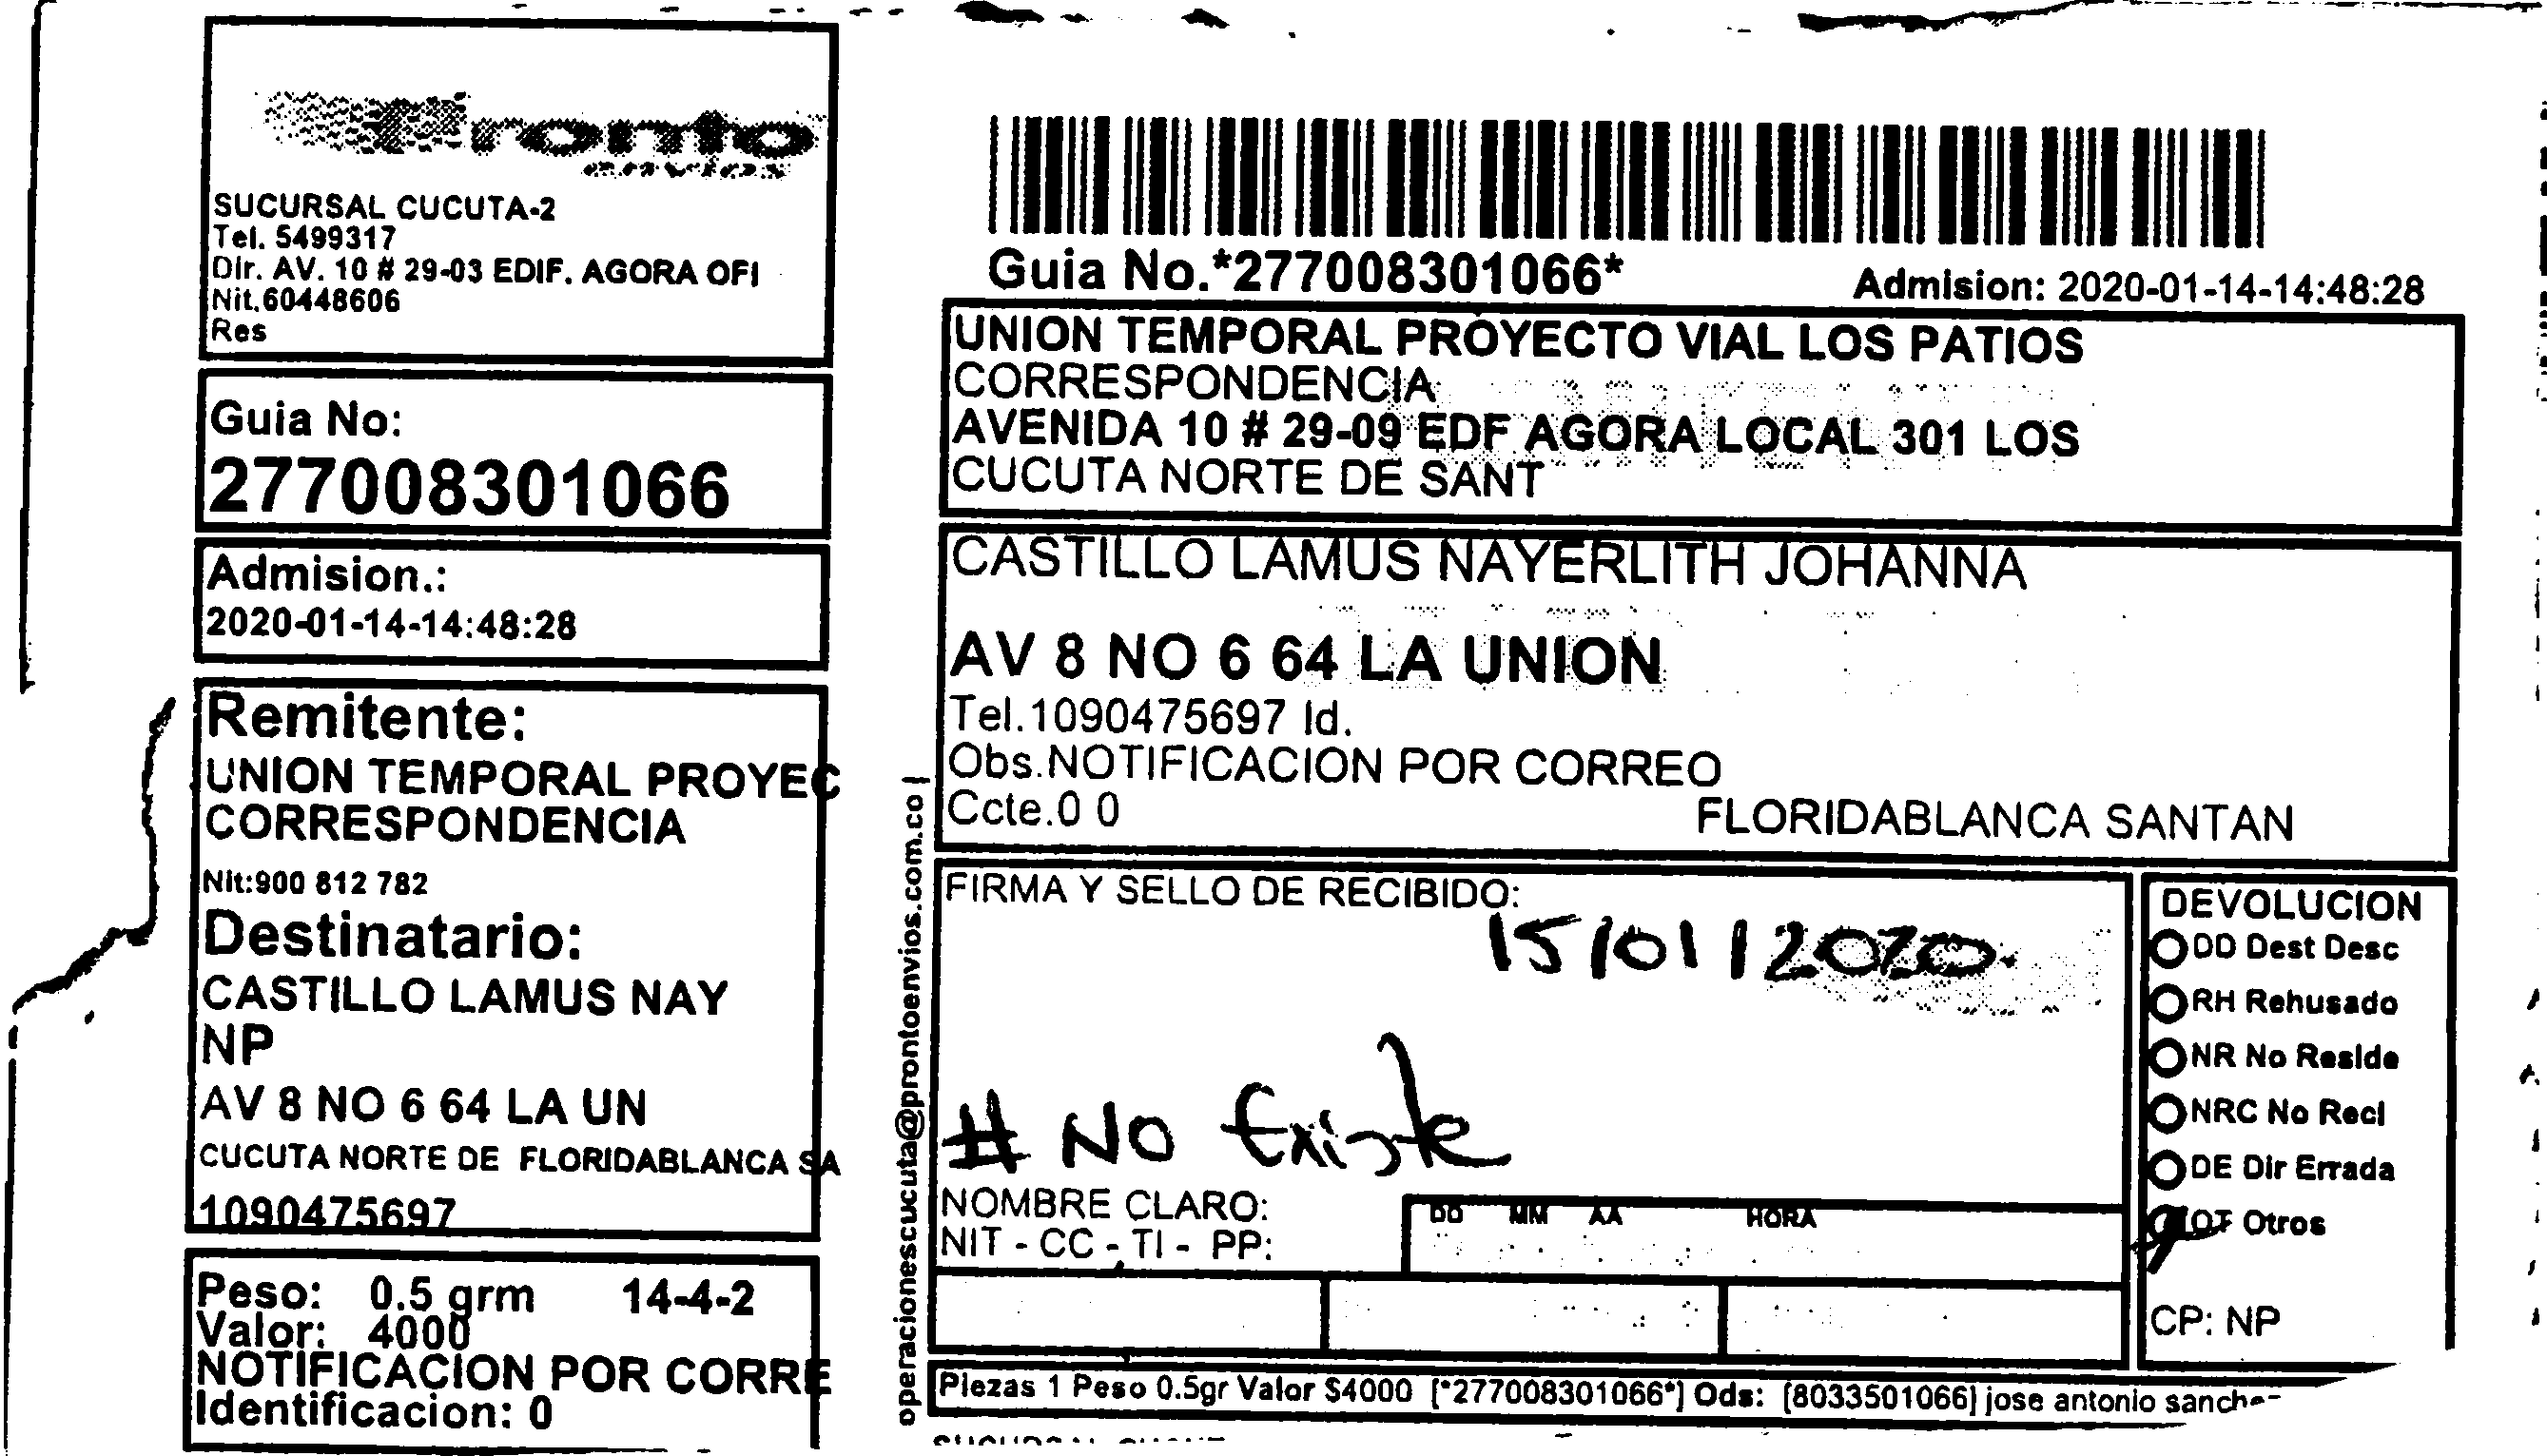 Pronto
envios
SUCURSAL CUCUTA-2
Tel. 5499317
Dir. AV. 10 # 29-03 EDIF. AGORA OFI
Nit.60448606
Res
Guia No:
277008301066
Admision.:
2020-01-14-14:48:28
Remitente:
UNION TEMPORAL PROYEC
CORRESPONDENCIA
Nit:900 812 782
Destinatario:
CASTILLO LAMUS NAY
NP
AV 8 NO 6 64 LA UN
CUCUTA NORTE DE FLORIDABLANCA SA
1090475697
Peso: 0.5 grm 14-4-2
Valor: 4000
NOTIFICACION POR CORRE
Identificacion: 0
operacionescucuta@prontoenvios.com.co |
Guia No.*277008301066*
Admision: 2020-01-14-14:48:28
UNION TEMPORAL PROYECTO VIAL LOS PATIOS
CORRESPONDENCIA
AVENIDA 10 # 29-09 EDF AGORA LOCAL 301 LOS
CUCUTA NORTE DE SANT
CASTILLO LAMUS NAYERLITH JOHANNA
AV 8 NO 6 64 LA UNION
Tel.1090475697 Id.
Obs.NOTIFICACION POR CORREO
Ccte.0 0
FLORIDABLANCA SANTAN
FIRMA Y SELLO DE RECIBIDO:
15/01/2020
# NO Existe
NOMBRE CLARO:
NIT - CC - TI - PP:
DD MM AA HORA
DEVOLUCION
DD Dest Desc
RH Rehusado
NR No Reside
NRC No Recl
DE Dir Errada
OT Otros
CP: NP
Piezas 1 Peso 0.5gr Valor $4000 [*277008301066*] Ods: [8033501066] jose antonio